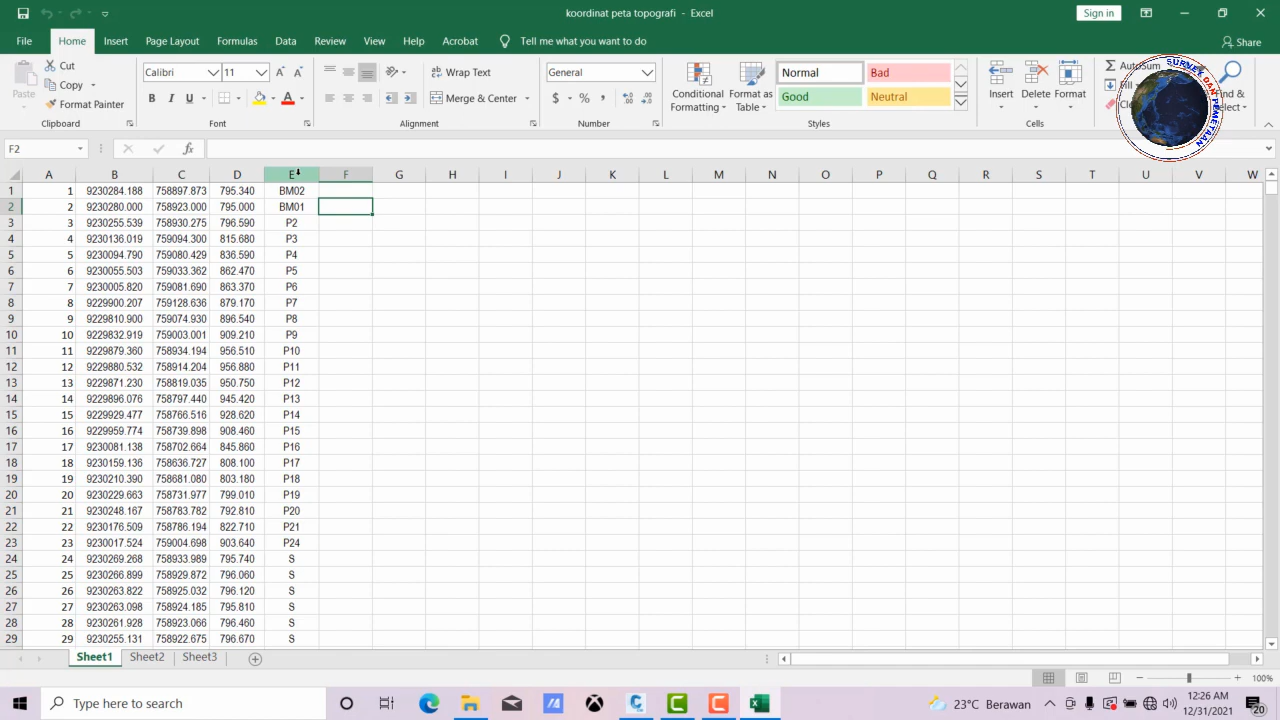 koordinat peta topografi - Excel
Sign in
File Home Insert Page Layout Formulas Data Review View Help Acrobat Tell me what you want to do Share
Paste
Cut
Copy
Format Painter
Clipboard
Calibri 11
B I U
Font
Wrap Text
Merge & Center
Alignment
General
$ % ,
Number
Conditional Formatting
Format as Table
Normal Bad
Good Neutral
Styles
Insert Delete Format
Cells
AutoSum
Fill
Find &
Select
SURVEY DAN PEMETAAN
F2 fx
A B C D E F G H I J K L M N O P Q R S T U V W
1 1 9230284.188 758897.873 795.340 BM02
2 2 9230280.000 758923.000 795.000 BM01
3 3 9230255.539 758930.275 796.590 P2
4 4 9230136.019 759094.300 815.680 P3
5 5 9230094.790 759080.429 836.590 P4
6 6 9230055.503 759033.362 862.470 P5
7 7 9230005.820 759081.690 863.370 P6
8 8 9229900.207 759128.636 879.170 P7
9 9 9229810.900 759074.930 896.540 P8
10 10 9229832.919 759003.001 909.210 P9
11 11 9229879.360 758934.194 956.510 P10
12 12 9229880.532 758914.204 956.880 P11
13 13 9229871.230 758819.035 950.750 P12
14 14 9229896.076 758797.440 945.420 P13
15 15 9229929.477 758766.516 928.620 P14
16 16 9229959.774 758739.898 908.460 P15
17 17 9230081.138 758702.664 845.860 P16
18 18 9230159.136 758636.727 808.100 P17
19 19 9230210.390 758681.080 803.180 P18
20 20 9230229.663 758731.977 799.010 P19
21 21 9230248.167 758783.782 792.810 P20
22 22 9230176.509 758786.194 822.710 P21
23 23 9230017.524 759004.698 903.640 P24
24 24 9230269.268 758933.989 795.740 S
25 25 9230266.899 758929.872 796.060 S
26 26 9230263.822 758925.032 796.120 S
27 27 9230263.098 758924.185 795.810 S
28 28 9230261.928 758923.066 796.460 S
29 29 9230255.131 758922.675 796.670 S
Sheet1 Sheet2 Sheet3
100%
Type here to search
23°C Berawan
12:26 AM
12/31/2021
20